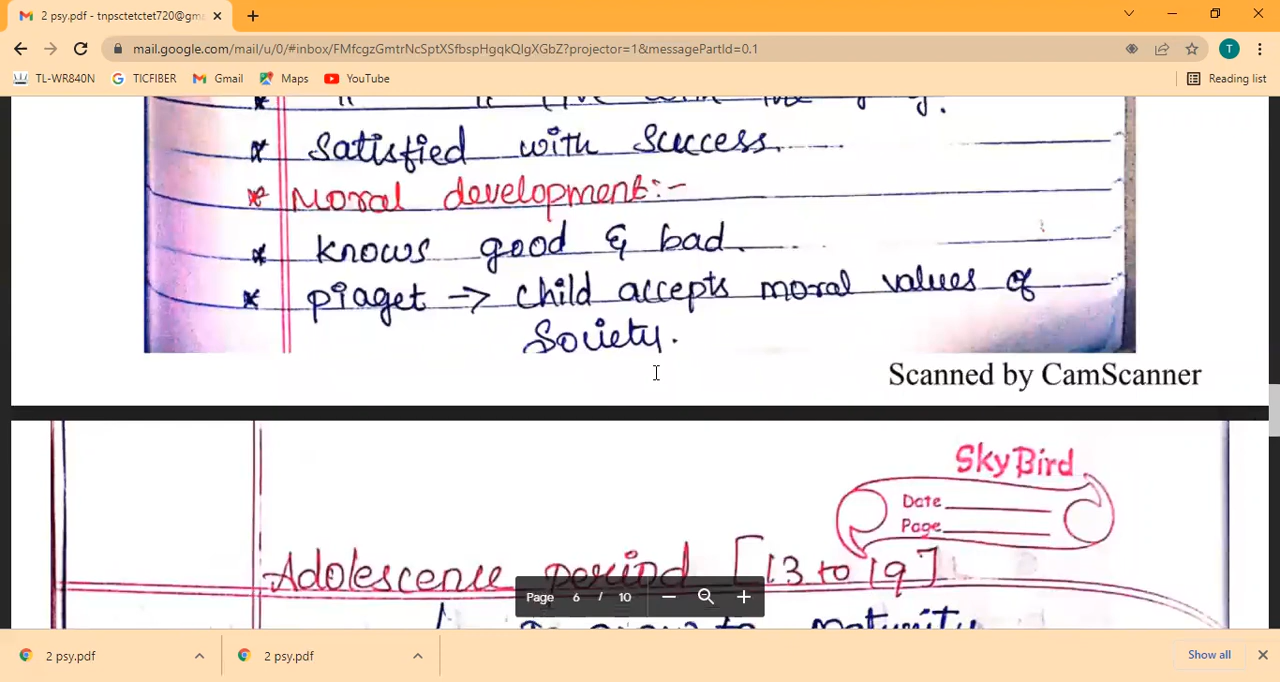 2 psy.pdf - tnpsctetctet720@gm
mail.google.com/mail/u/0/#inbox/FMfcgzGmtrNcSptXSfbspHgqkQlgXGbZ?projector=1&messagePartId=0.1
T
TL-WR840N
TICFIBER
Gmail
Maps
YouTube
Reading list
* Satisfied with Success.
* Moral development:-
* knows good & bad.
* Piaget -> Child accepts moral values of
Society.
Scanned by CamScanner
SkyBird
Date
Page
Adolescence period [13 to 19]
to maturity
Page 6 / 10
2 psy.pdf
2 psy.pdf
Show all